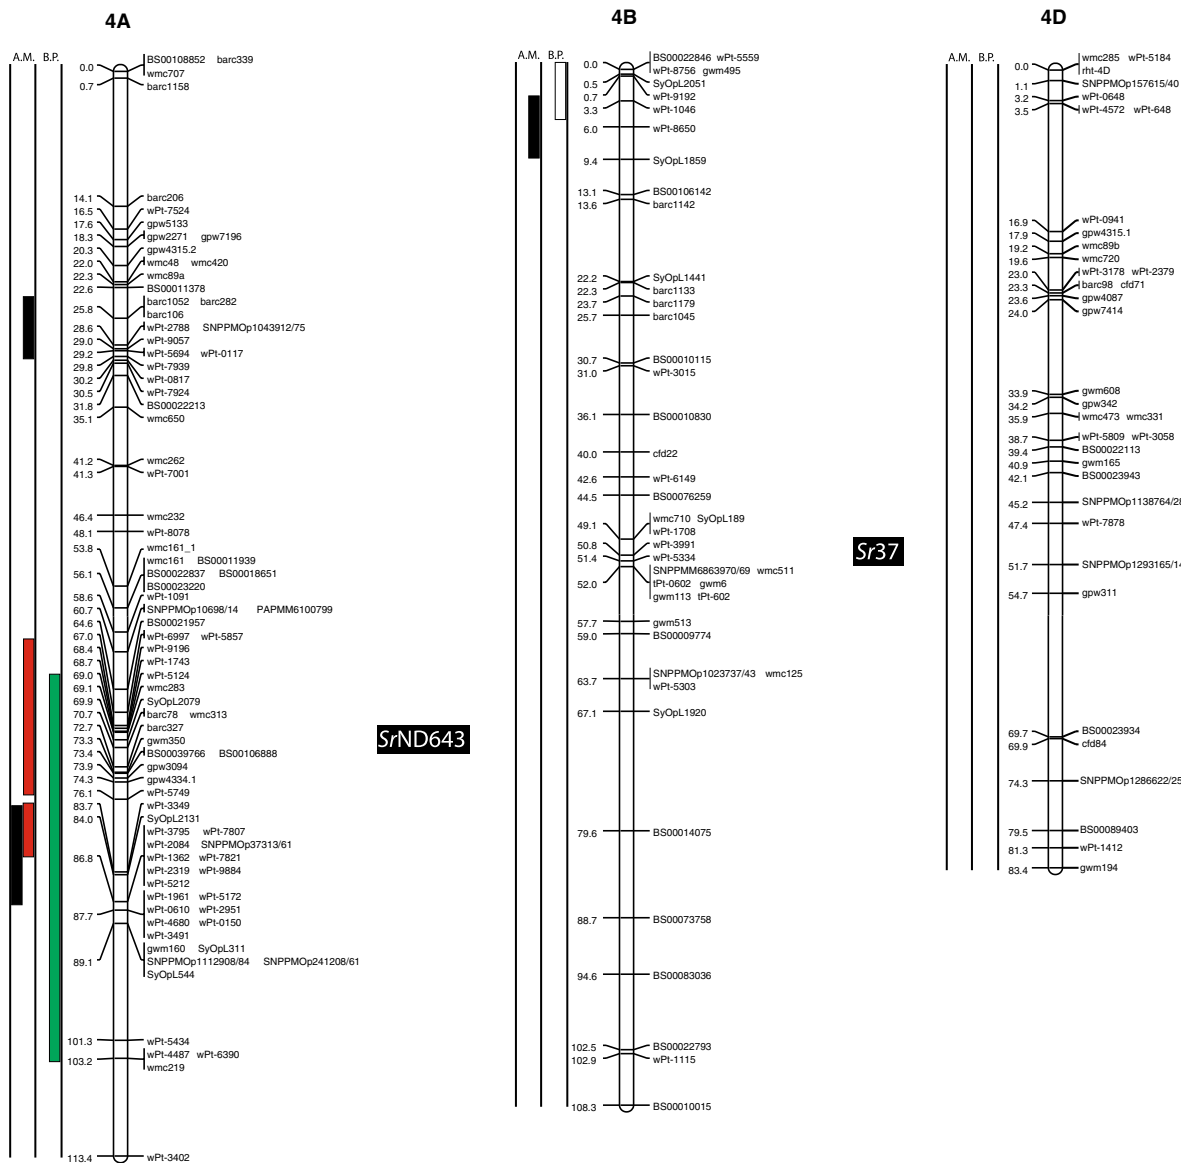 4A
A.M. B.P.
0.0 BS00108852 barc339
wmc707
0.7 barc1158
14.1 barc206
16.5 wPt-7524
17.6 gpw5133
18.3 gpw2271 gpw7196
20.3 gpw4315.2
22.0 wmc48 wmc420
22.3 wmc89a
22.6 BS00011378
25.8 barc1052 barc282
barc106
28.6 wPt-2788 SNPPMOp1043912/75
29.0 wPt-9057
29.2 wPt-5694 wPt-0117
29.8 wPt-7939
30.2 wPt-0817
30.5 wPt-7924
31.8 BS00022213
35.1 wmc650
41.2 wmc262
41.3 wPt-7001
46.4 wmc232
48.1 wPt-8078
53.8 wmc161_1
wmc161 BS00011939
56.1 BS00022837 BS00018651
BS00023220
58.6 wPt-1091
60.7 SNPPMOp10698/14 PAPMM6100799
64.6 BS00021957
67.0 wPt-6997 wPt-5857
68.4 wPt-9196
68.7 wPt-1743
69.0 wPt-5124
69.1 wmc283
69.9 SyOpL2079
70.7 barc78 wmc313
72.7 barc327
73.3 gwm350
73.4 BS00039766 BS00106888
73.9 gpw3094
74.3 gpw4334.1
76.1 wPt-5749
83.7 wPt-3349
84.0 SyOpL2131
wPt-3795 wPt-7807
wPt-2084 SNPPMOp37313/61
86.8 wPt-1362 wPt-7821
wPt-2319 wPt-9884
wPt-5212
wPt-1961 wPt-5172
87.7 wPt-0610 wPt-2951
wPt-4680 wPt-0150
wPt-3491
gwm160 SyOpL311
89.1 SNPPMOp1112908/84 SNPPMOp241208/61
SyOpL544
101.3 wPt-5434
103.2 wPt-4487 wPt-6390
wmc219
113.4 wPt-3402
SrND643
4B
A.M. B.P.
0.0 BS00022846 wPt-5559
wPt-8756 gwm495
0.5 SyOpL2051
0.7 wPt-9192
3.3 wPt-1046
6.0 wPt-8650
9.4 SyOpL1859
13.1 BS00106142
13.6 barc1142
22.2 SyOpL1441
22.3 barc1133
23.7 barc1179
25.7 barc1045
30.7 BS00010115
31.0 wPt-3015
36.1 BS00010830
40.0 cfd22
42.6 wPt-6149
44.5 BS00076259
49.1 wmc710 SyOpL189
wPt-1708
50.8 wPt-3991
51.4 wPt-5334
SNPPMM6863970/69 wmc511
52.0 tPt-0602 gwm6
gwm113 tPt-602
57.7 gwm513
59.0 BS00009774
63.7 SNPPMOp1023737/43 wmc125
wPt-5303
67.1 SyOpL1920
79.6 BS00014075
88.7 BS00073758
94.6 BS00083036
102.5 BS00022793
102.9 wPt-1115
108.3 BS00010015
Sr37
4D
A.M. B.P.
0.0 wmc285 wPt-5184
rht-4D
1.1 SNPPMOp157615/40
3.2 wPt-0648
3.5 wPt-4572 wPt-648
16.9 wPt-0941
17.9 gpw4315.1
19.2 wmc89b
19.6 wmc720
23.0 wPt-3178 wPt-2379
23.3 barc98 cfd71
23.6 gpw4087
24.0 gpw7414
33.9 gwm608
34.2 gpw342
35.9 wmc473 wmc331
38.7 wPt-5809 wPt-3058
39.4 BS00022113
40.9 gwm165
42.1 BS00023943
45.2 SNPPMOp1138764/28
47.4 wPt-7878
51.7 SNPPMOp1293165/14
54.7 gpw311
69.7 BS00023934
69.9 cfd84
74.3 SNPPMOp1286622/25
79.5 BS00089403
81.3 wPt-1412
83.4 gwm194